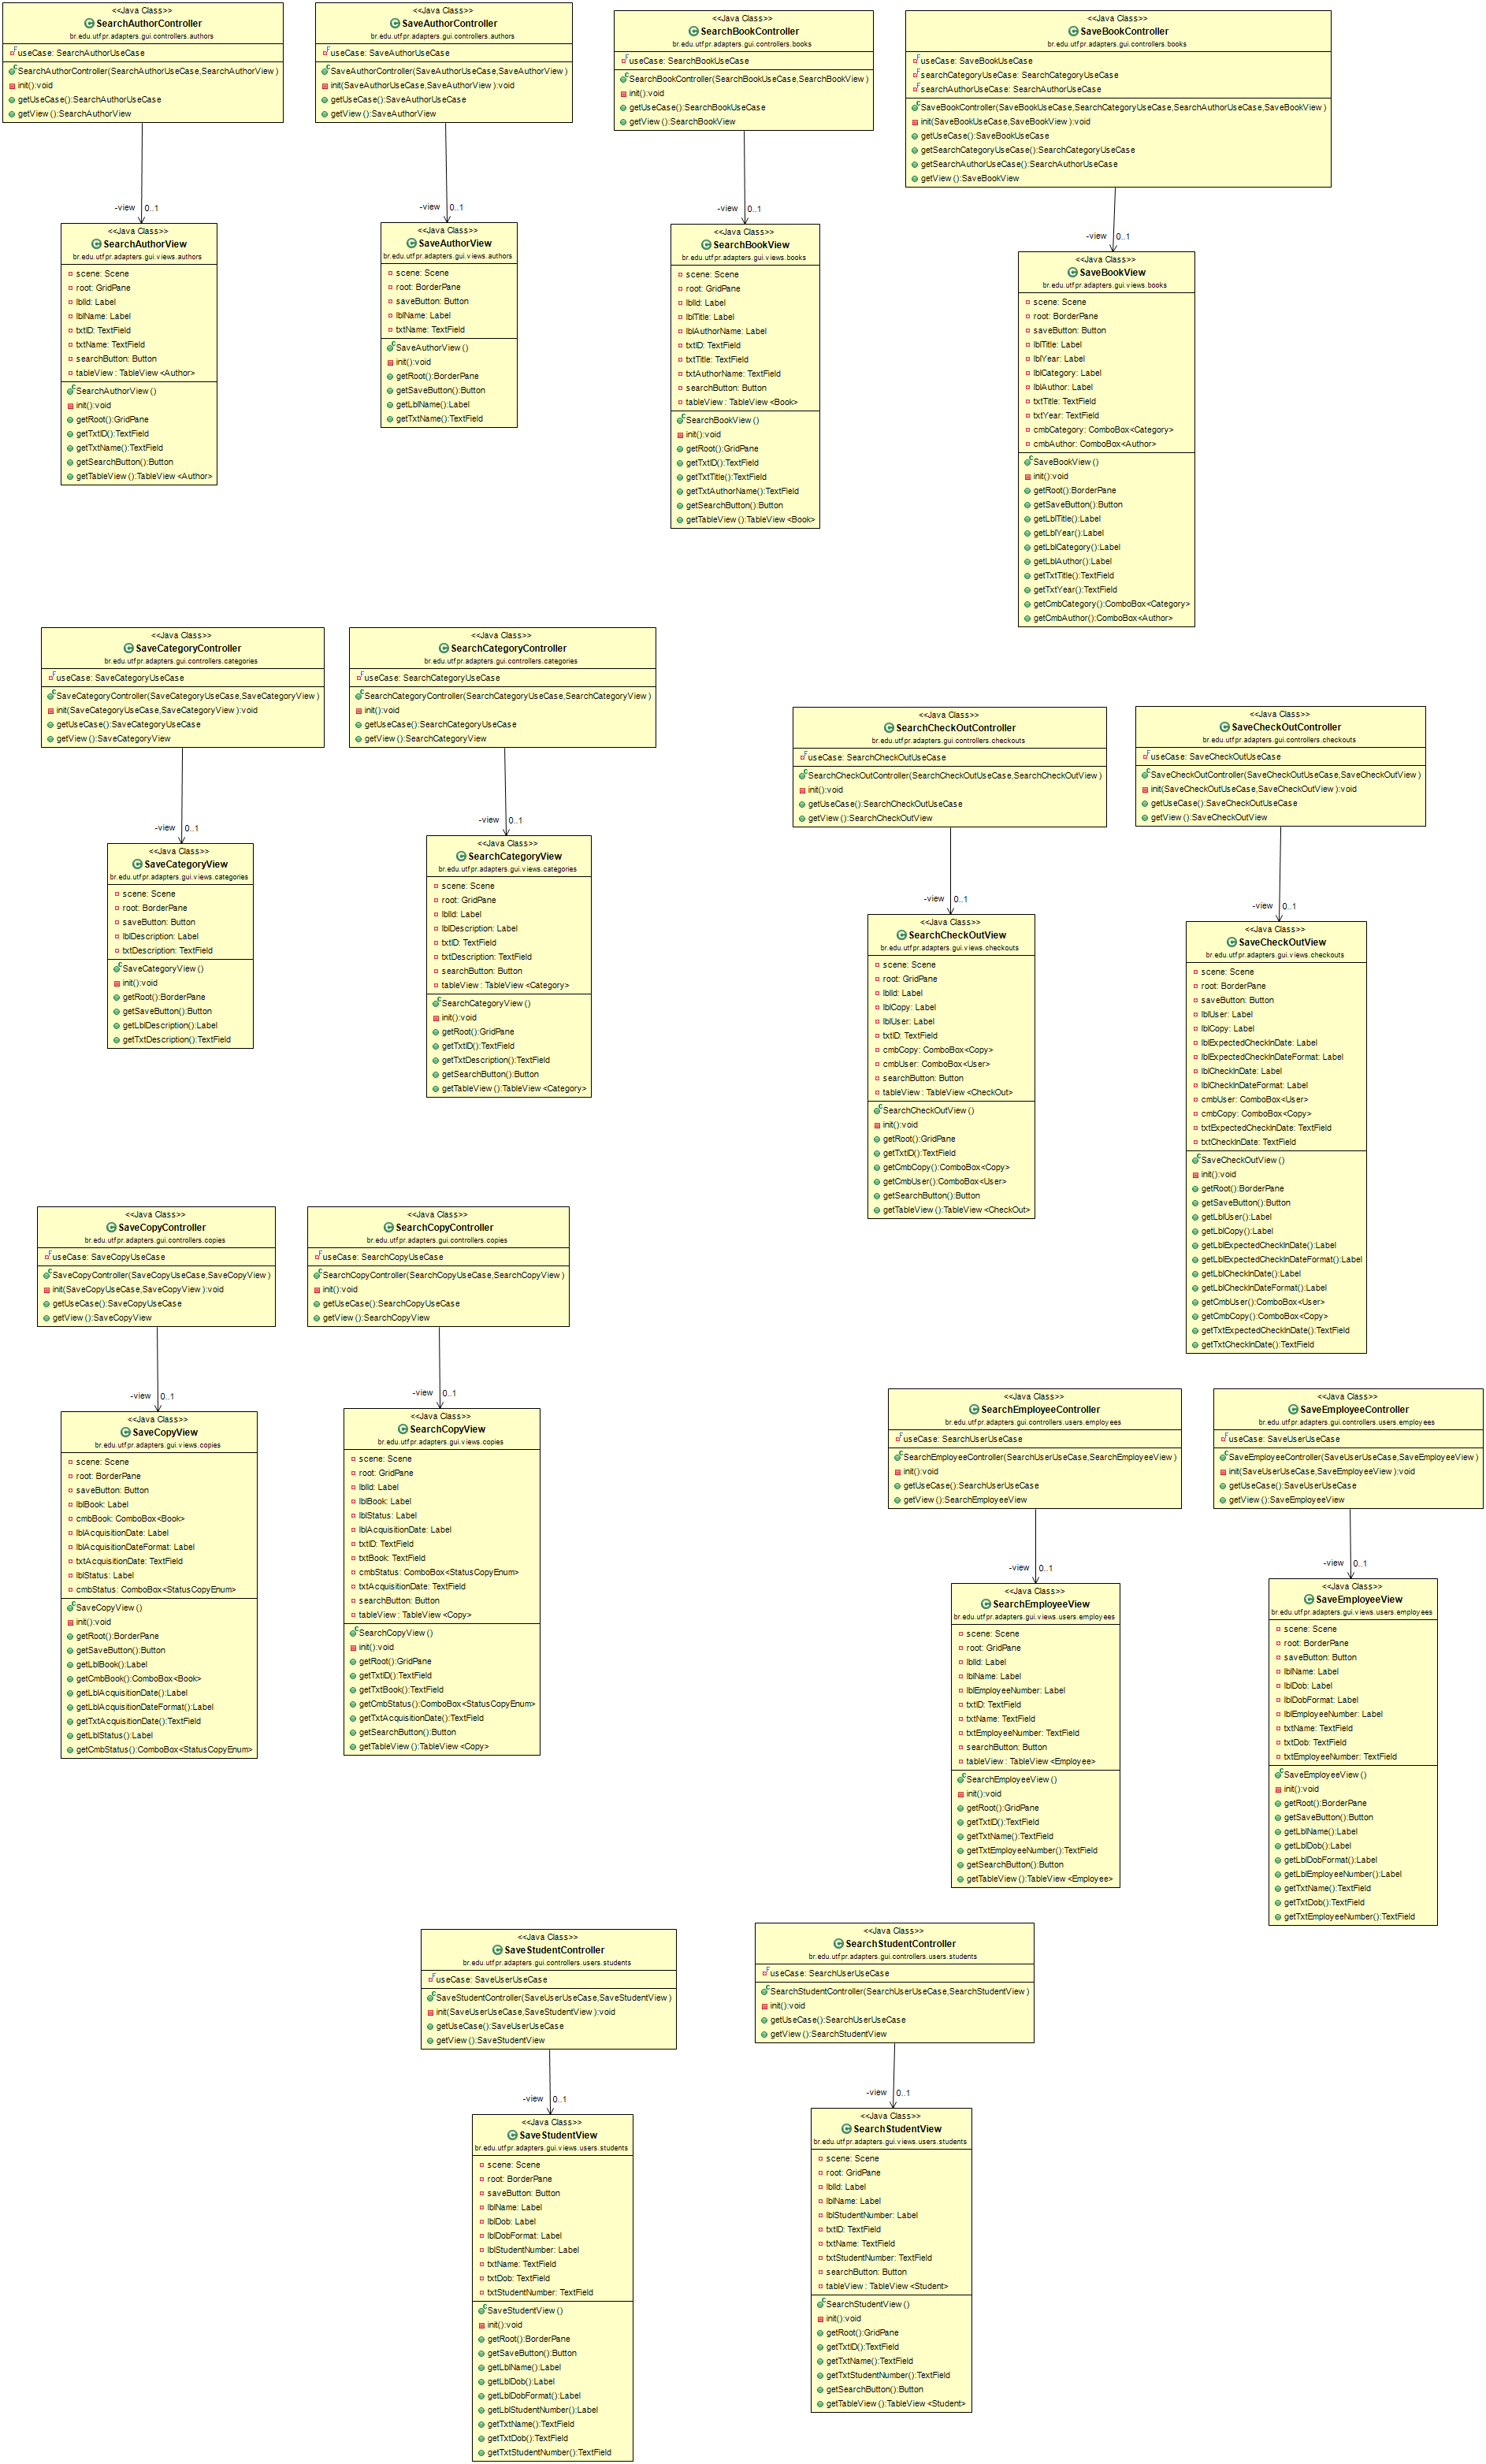 <<Java Class>>
SearchAuthorController
br.edu.utfpr.adapters.gui.controllers.authors
useCase: SearchAuthorUseCase
SearchAuthorController(SearchAuthorUseCase,SearchAuthorView)
init():void
getUseCase():SearchAuthorUseCase
getView():SearchAuthorView
-view 0..1
<<Java Class>>
SearchAuthorView
br.edu.utfpr.adapters.gui.views.authors
scene: Scene
root: GridPane
lblId: Label
lblName: Label
txtID: TextField
txtName: TextField
searchButton: Button
tableView: TableView<Author>
SearchAuthorView()
init():void
getRoot():GridPane
getTxtID():TextField
getTxtName():TextField
getSearchButton():Button
getTableView():TableView<Author>
<<Java Class>>
SaveAuthorController
br.edu.utfpr.adapters.gui.controllers.authors
useCase: SaveAuthorUseCase
SaveAuthorController(SaveAuthorUseCase,SaveAuthorView)
init(SaveAuthorUseCase,SaveAuthorView):void
getUseCase():SaveAuthorUseCase
getView():SaveAuthorView
-view 0..1
<<Java Class>>
SaveAuthorView
br.edu.utfpr.adapters.gui.views.authors
scene: Scene
root: BorderPane
saveButton: Button
lblName: Label
txtName: TextField
SaveAuthorView()
init():void
getRoot():BorderPane
getSaveButton():Button
getLblName():Label
getTxtName():TextField
<<Java Class>>
SearchBookController
br.edu.utfpr.adapters.gui.controllers.books
useCase: SearchBookUseCase
SearchBookController(SearchBookUseCase,SearchBookView)
init():void
getUseCase():SearchBookUseCase
getView():SearchBookView
-view 0..1
<<Java Class>>
SearchBookView
br.edu.utfpr.adapters.gui.views.books
scene: Scene
root: GridPane
lblId: Label
lblTitle: Label
lblAuthorName: Label
txtID: TextField
txtTitle: TextField
txtAuthorName: TextField
searchButton: Button
tableView: TableView<Book>
SearchBookView()
init():void
getRoot():GridPane
getTxtID():TextField
getTxtTitle():TextField
getTxtAuthorName():TextField
getSearchButton():Button
getTableView():TableView<Book>
<<Java Class>>
SaveBookController
br.edu.utfpr.adapters.gui.controllers.books
useCase: SaveBookUseCase
searchCategoryUseCase: SearchCategoryUseCase
searchAuthorUseCase: SearchAuthorUseCase
SaveBookController(SaveBookUseCase,SearchCategoryUseCase,SearchAuthorUseCase,SaveBookView)
init(SaveBookUseCase,SaveBookView):void
getUseCase():SaveBookUseCase
getSearchCategoryUseCase():SearchCategoryUseCase
getSearchAuthorUseCase():SearchAuthorUseCase
getView():SaveBookView
-view 0..1
<<Java Class>>
SaveBookView
br.edu.utfpr.adapters.gui.views.books
scene: Scene
root: BorderPane
saveButton: Button
lblTitle: Label
lblYear: Label
lblCategory: Label
lblAuthor: Label
txtTitle: TextField
txtYear: TextField
cmbCategory: ComboBox<Category>
cmbAuthor: ComboBox<Author>
SaveBookView()
init():void
getRoot():BorderPane
getSaveButton():Button
getLblTitle():Label
getLblYear():Label
getLblCategory():Label
getLblAuthor():Label
getTxtTitle():TextField
getTxtYear():TextField
getCmbCategory():ComboBox<Category>
getCmbAuthor():ComboBox<Author>
<<Java Class>>
SaveCategoryController
br.edu.utfpr.adapters.gui.controllers.categories
useCase: SaveCategoryUseCase
SaveCategoryController(SaveCategoryUseCase,SaveCategoryView)
init(SaveCategoryUseCase,SaveCategoryView):void
getUseCase():SaveCategoryUseCase
getView():SaveCategoryView
-view 0..1
<<Java Class>>
SaveCategoryView
br.edu.utfpr.adapters.gui.views.categories
scene: Scene
root: BorderPane
saveButton: Button
lblDescription: Label
txtDescription: TextField
SaveCategoryView()
init():void
getRoot():BorderPane
getSaveButton():Button
getLblDescription():Label
getTxtDescription():TextField
<<Java Class>>
SearchCategoryController
br.edu.utfpr.adapters.gui.controllers.categories
useCase: SearchCategoryUseCase
SearchCategoryController(SearchCategoryUseCase,SearchCategoryView)
init():void
getUseCase():SearchCategoryUseCase
getView():SearchCategoryView
-view 0..1
<<Java Class>>
SearchCategoryView
br.edu.utfpr.adapters.gui.views.categories
scene: Scene
root: GridPane
lblId: Label
lblDescription: Label
txtID: TextField
txtDescription: TextField
searchButton: Button
tableView: TableView<Category>
SearchCategoryView()
init():void
getRoot():GridPane
getTxtID():TextField
getTxtDescription():TextField
getSearchButton():Button
getTableView():TableView<Category>
<<Java Class>>
SearchCheckOutController
br.edu.utfpr.adapters.gui.controllers.checkouts
useCase: SearchCheckOutUseCase
SearchCheckOutController(SearchCheckOutUseCase,SearchCheckOutView)
init():void
getUseCase():SearchCheckOutUseCase
getView():SearchCheckOutView
-view 0..1
<<Java Class>>
SearchCheckOutView
br.edu.utfpr.adapters.gui.views.checkouts
scene: Scene
root: GridPane
lblId: Label
lblCopy: Label
lblUser: Label
txtID: TextField
cmbCopy: ComboBox<Copy>
cmbUser: ComboBox<User>
searchButton: Button
tableView: TableView<CheckOut>
SearchCheckOutView()
init():void
getRoot():GridPane
getTxtID():TextField
getCmbCopy():ComboBox<Copy>
getCmbUser():ComboBox<User>
getSearchButton():Button
getTableView():TableView<CheckOut>
<<Java Class>>
SaveCheckOutController
br.edu.utfpr.adapters.gui.controllers.checkouts
useCase: SaveCheckOutUseCase
SaveCheckOutController(SaveCheckOutUseCase,SaveCheckOutView)
init(SaveCheckOutUseCase,SaveCheckOutView):void
getUseCase():SaveCheckOutUseCase
getView():SaveCheckOutView
-view 0..1
<<Java Class>>
SaveCheckOutView
br.edu.utfpr.adapters.gui.views.checkouts
scene: Scene
root: BorderPane
saveButton: Button
lblUser: Label
lblCopy: Label
lblExpectedCheckInDate: Label
lblExpectedCheckInDateFormat: Label
lblCheckInDate: Label
lblCheckInDateFormat: Label
cmbUser: ComboBox<User>
cmbCopy: ComboBox<Copy>
txtExpectedCheckInDate: TextField
txtCheckInDate: TextField
SaveCheckOutView()
init():void
getRoot():BorderPane
getSaveButton():Button
getLblUser():Label
getLblCopy():Label
getLblExpectedCheckInDate():Label
getLblExpectedCheckInDateFormat():Label
getLblCheckInDate():Label
getLblCheckInDateFormat():Label
getCmbUser():ComboBox<User>
getCmbCopy():ComboBox<Copy>
getTxtExpectedCheckInDate():TextField
getTxtCheckInDate():TextField
<<Java Class>>
SaveCopyController
br.edu.utfpr.adapters.gui.controllers.copies
useCase: SaveCopyUseCase
SaveCopyController(SaveCopyUseCase,SaveCopyView)
init(SaveCopyUseCase,SaveCopyView):void
getUseCase():SaveCopyUseCase
getView():SaveCopyView
-view 0..1
<<Java Class>>
SaveCopyView
br.edu.utfpr.adapters.gui.views.copies
scene: Scene
root: BorderPane
saveButton: Button
lblBook: Label
cmbBook: ComboBox<Book>
lblAcquisitionDate: Label
lblAcquisitionDateFormat: Label
txtAcquisitionDate: TextField
lblStatus: Label
cmbStatus: ComboBox<StatusCopyEnum>
SaveCopyView()
init():void
getRoot():BorderPane
getSaveButton():Button
getLblBook():Label
getCmbBook():ComboBox<Book>
getLblAcquisitionDate():Label
getLblAcquisitionDateFormat():Label
getTxtAcquisitionDate():TextField
getLblStatus():Label
getCmbStatus():ComboBox<StatusCopyEnum>
<<Java Class>>
SearchCopyController
br.edu.utfpr.adapters.gui.controllers.copies
useCase: SearchCopyUseCase
SearchCopyController(SearchCopyUseCase,SearchCopyView)
init():void
getUseCase():SearchCopyUseCase
getView():SearchCopyView
-view 0..1
<<Java Class>>
SearchCopyView
br.edu.utfpr.adapters.gui.views.copies
scene: Scene
root: GridPane
lblId: Label
lblBook: Label
lblStatus: Label
lblAcquisitionDate: Label
txtID: TextField
txtBook: TextField
cmbStatus: ComboBox<StatusCopyEnum>
txtAcquisitionDate: TextField
searchButton: Button
tableView: TableView<Copy>
SearchCopyView()
init():void
getRoot():GridPane
getTxtID():TextField
getTxtBook():TextField
getCmbStatus():ComboBox<StatusCopyEnum>
getTxtAcquisitionDate():TextField
getSearchButton():Button
getTableView():TableView<Copy>
<<Java Class>>
SearchEmployeeController
br.edu.utfpr.adapters.gui.controllers.users.employees
useCase: SearchUserUseCase
SearchEmployeeController(SearchUserUseCase,SearchEmployeeView)
init():void
getUseCase():SearchUserUseCase
getView():SearchEmployeeView
-view 0..1
<<Java Class>>
SearchEmployeeView
br.edu.utfpr.adapters.gui.views.users.employees
scene: Scene
root: GridPane
lblId: Label
lblName: Label
lblEmployeeNumber: Label
txtID: TextField
txtName: TextField
txtEmployeeNumber: TextField
searchButton: Button
tableView: TableView<Employee>
SearchEmployeeView()
init():void
getRoot():GridPane
getTxtID():TextField
getTxtName():TextField
getTxtEmployeeNumber():TextField
getSearchButton():Button
getTableView():TableView<Employee>
<<Java Class>>
SaveEmployeeController
br.edu.utfpr.adapters.gui.controllers.users.employees
useCase: SaveUserUseCase
SaveEmployeeController(SaveUserUseCase,SaveEmployeeView)
init(SaveUserUseCase,SaveEmployeeView):void
getUseCase():SaveUserUseCase
getView():SaveEmployeeView
-view 0..1
<<Java Class>>
SaveEmployeeView
br.edu.utfpr.adapters.gui.views.users.employees
scene: Scene
root: BorderPane
saveButton: Button
lblName: Label
lblDob: Label
lblDobFormat: Label
lblEmployeeNumber: Label
txtName: TextField
txtDob: TextField
txtEmployeeNumber: TextField
SaveEmployeeView()
init():void
getRoot():BorderPane
getSaveButton():Button
getLblName():Label
getLblDob():Label
getLblDobFormat():Label
getLblEmployeeNumber():Label
getTxtName():TextField
getTxtDob():TextField
getTxtEmployeeNumber():TextField
<<Java Class>>
SaveStudentController
br.edu.utfpr.adapters.gui.controllers.users.students
useCase: SaveUserUseCase
SaveStudentController(SaveUserUseCase,SaveStudentView)
init(SaveUserUseCase,SaveStudentView):void
getUseCase():SaveUserUseCase
getView():SaveStudentView
-view 0..1
<<Java Class>>
SaveStudentView
br.edu.utfpr.adapters.gui.views.users.students
scene: Scene
root: BorderPane
saveButton: Button
lblName: Label
lblDob: Label
lblDobFormat: Label
lblStudentNumber: Label
txtName: TextField
txtDob: TextField
txtStudentNumber: TextField
SaveStudentView()
init():void
getRoot():BorderPane
getSaveButton():Button
getLblName():Label
getLblDob():Label
getLblDobFormat():Label
getLblStudentNumber():Label
getTxtName():TextField
getTxtDob():TextField
getTxtStudentNumber():TextField
<<Java Class>>
SearchStudentController
br.edu.utfpr.adapters.gui.controllers.users.students
useCase: SearchUserUseCase
SearchStudentController(SearchUserUseCase,SearchStudentView)
init():void
getUseCase():SearchUserUseCase
getView():SearchStudentView
-view 0..1
<<Java Class>>
SearchStudentView
br.edu.utfpr.adapters.gui.views.users.students
scene: Scene
root: GridPane
lblId: Label
lblName: Label
lblStudentNumber: Label
txtID: TextField
txtName: TextField
txtStudentNumber: TextField
searchButton: Button
tableView: TableView<Student>
SearchStudentView()
init():void
getRoot():GridPane
getTxtID():TextField
getTxtName():TextField
getTxtStudentNumber():TextField
getSearchButton():Button
getTableView():TableView<Student>